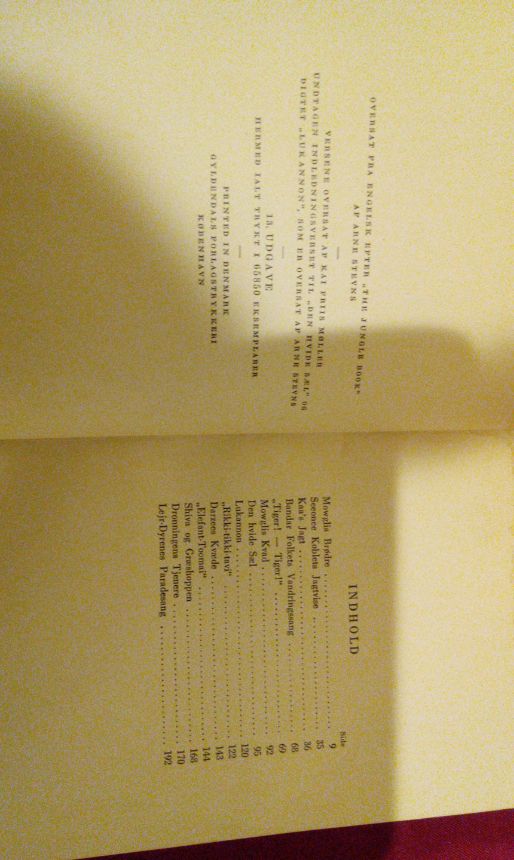 OVERSAT FRA ENGELSK EFTER „THE JUNGLE BOOK“
AF ARNE STEVNS
VERSENE OVERSAT AF KAI FRIIS MØLLER
UNDTAGEN INDLEDNINGSVERSET TIL „DEN HVIDE SÆL“ OG
DIGTET „LUKANNON“, SOM ER OVERSAT AF ARNE STEVNS
13. UDGAVE
HERMED IALT TRYKT I 65850 EKSEMPLARER
PRINTED IN DENMARK
GYLDENDALS FORLAGSTRYKKERI
KØBENHAVN
INDHOLD
Side
Mowglis Brødre 9
Seeonee Koblets Jagtvise 35
Kaa's Jagt 36
Bandar Folkets Vandringssang 68
„Tiger! — Tiger!“ 69
Mowglis Kvad 92
Den hvide Sæl 95
Lukannon 120
„Rikki-tikki-tavi“ 122
Darzees Kvæde 143
„Elefant-Toomai“ 144
Shiva og Græshoppen 168
Dronningens Tjenere 170
Lejr-Dyrenes Paradesang 192